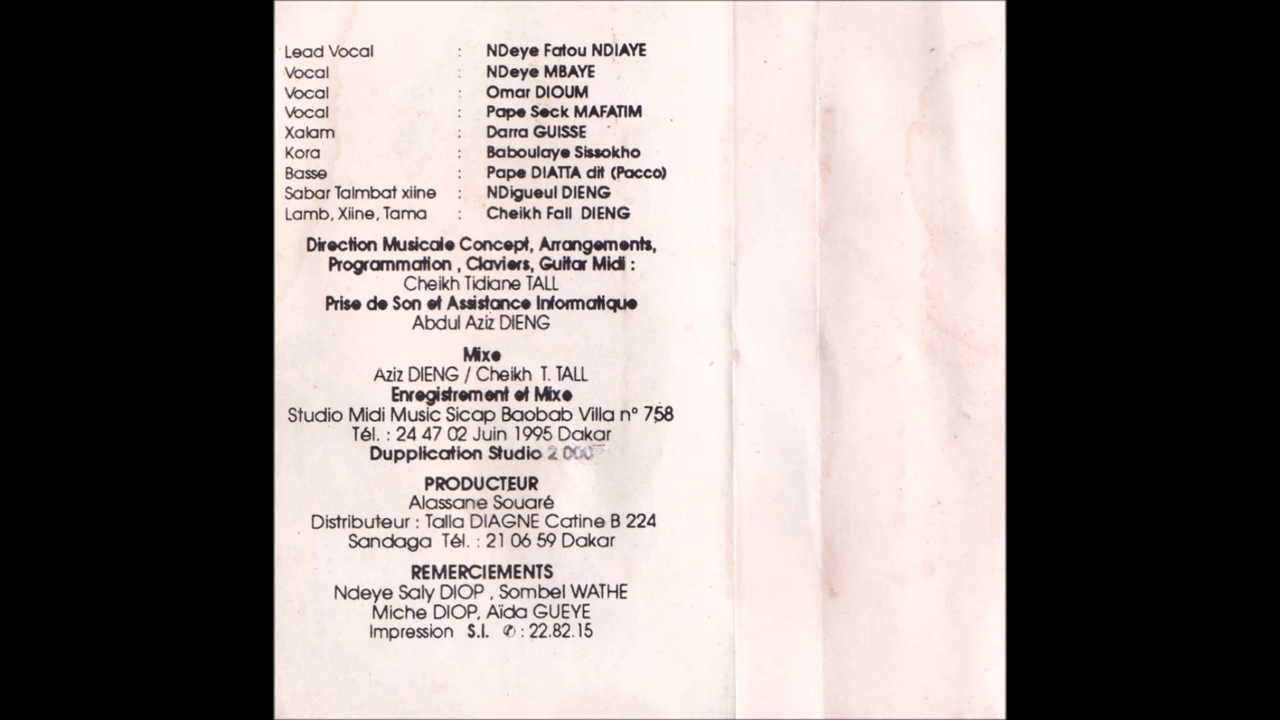 Lead Vocal : NDeye Fatou NDIAYE
Vocal : NDeye MBAYE
Vocal : Omar DIOUM
Vocal : Pape Seck MAFATIM
Xalam : Darra GUISSE
Kora : Baboulaye Sissokho
Basse : Pape DIATTA dit (Pacco)
Sabar Talmbat xiine : NDigueul DIENG
Lamb, Xiine, Tama : Cheikh Fall DIENG
Direction Musicale Concept, Arrangements,
Programmation , Claviers, Guitar Midi :
Cheikh Tidiane TALL
Prise de Son et Assistance Informatique
Abdul Aziz DIENG
Mixe
Aziz DIENG / Cheikh T. TALL
Enregistrement et Mixe
Studio Midi Music Sicap Baobab Villa n° 758
Tél. : 24 47 02 Juin 1995 Dakar
Dupplication Studio 2 000
PRODUCTEUR
Alassane Souaré
Distributeur : Talla DIAGNE Catine B 224
Sandaga Tél. : 21 06 59 Dakar
REMERCIEMENTS
Ndeye Saly DIOP , Sombel WATHE
Miche DIOP, Aïda GUEYE
Impression S.I. ✆ : 22.82.15